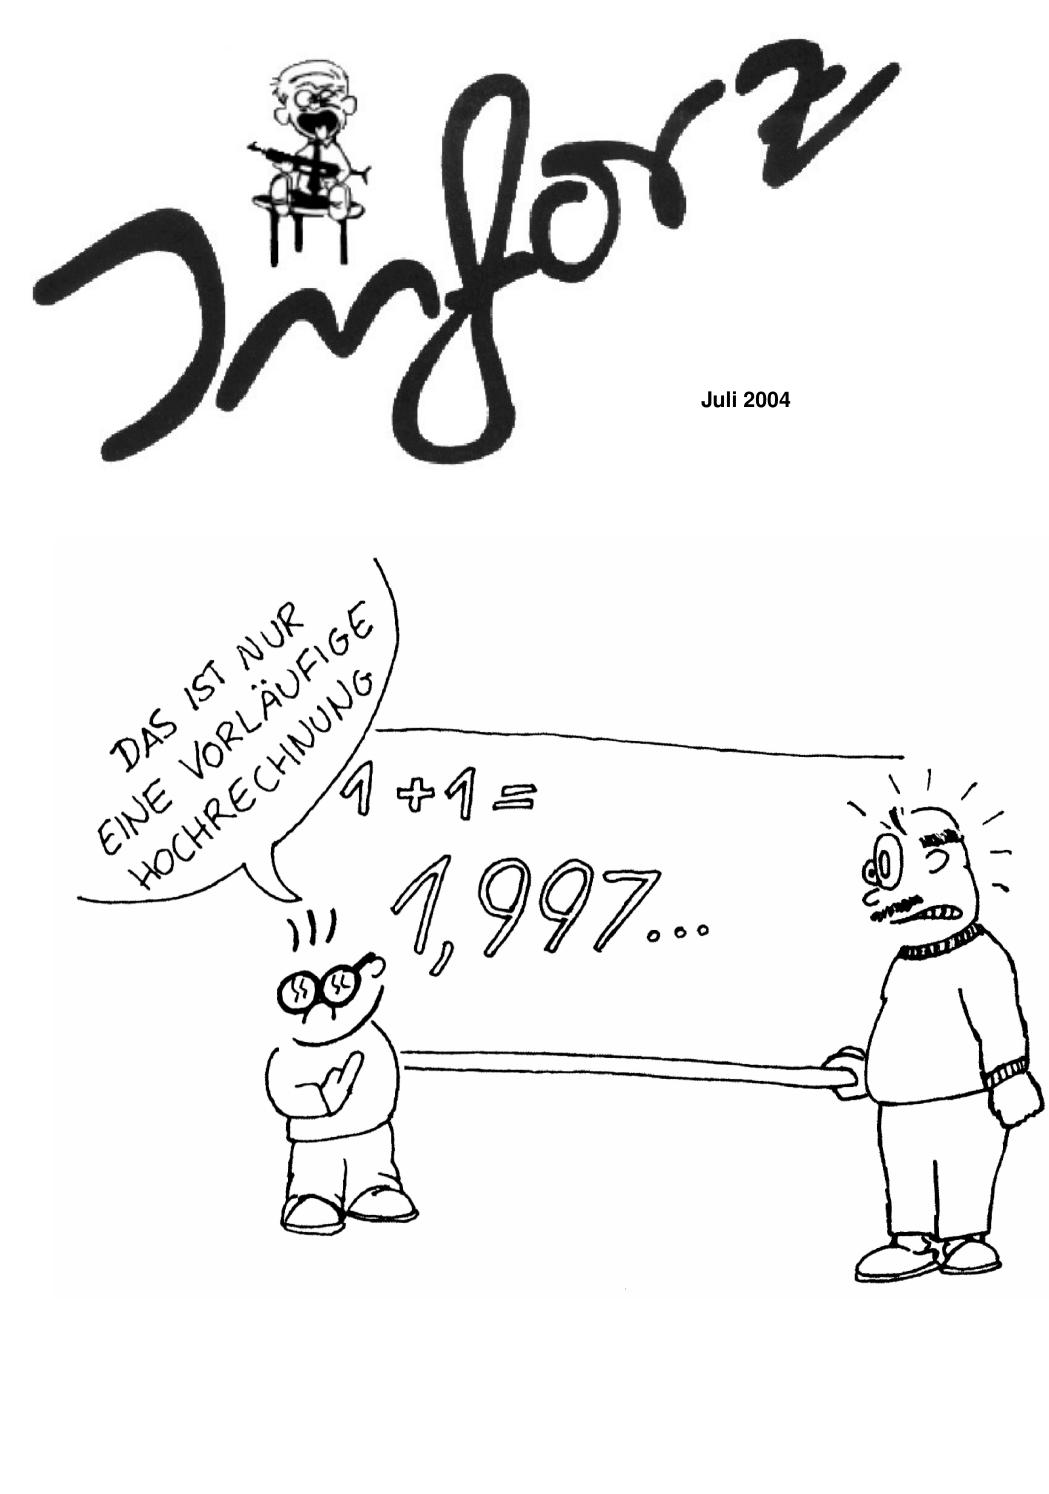 Inforz
Juli 2004
DAS IST NUR
EINE VORLÄUFIGE
HOCHRECHNUNG
1+1=
1,997...